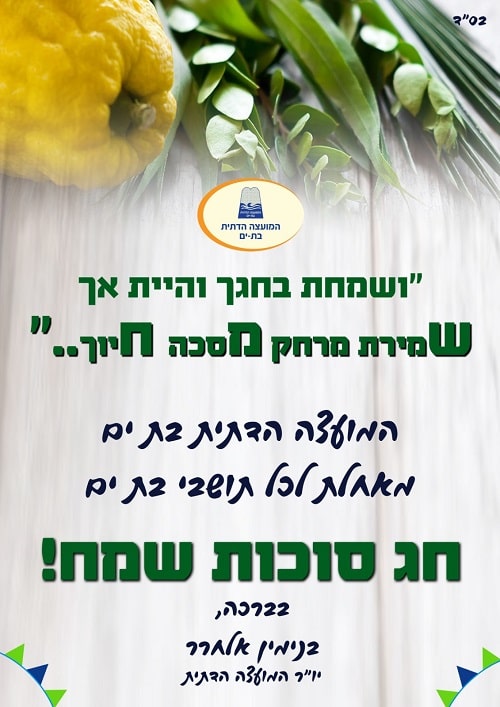 בס"ד
המועצה הדתית
בת-ים
"ושמחת בחגך והיית אך
שמירת מרחק מסכה חיוך.."
המועצה הדתית בת ים
מאחלת לכל תושבי בת ים
חג סוכות שמח!
בברכה,
בנימין אלחרר
יו"ר המועצה הדתית